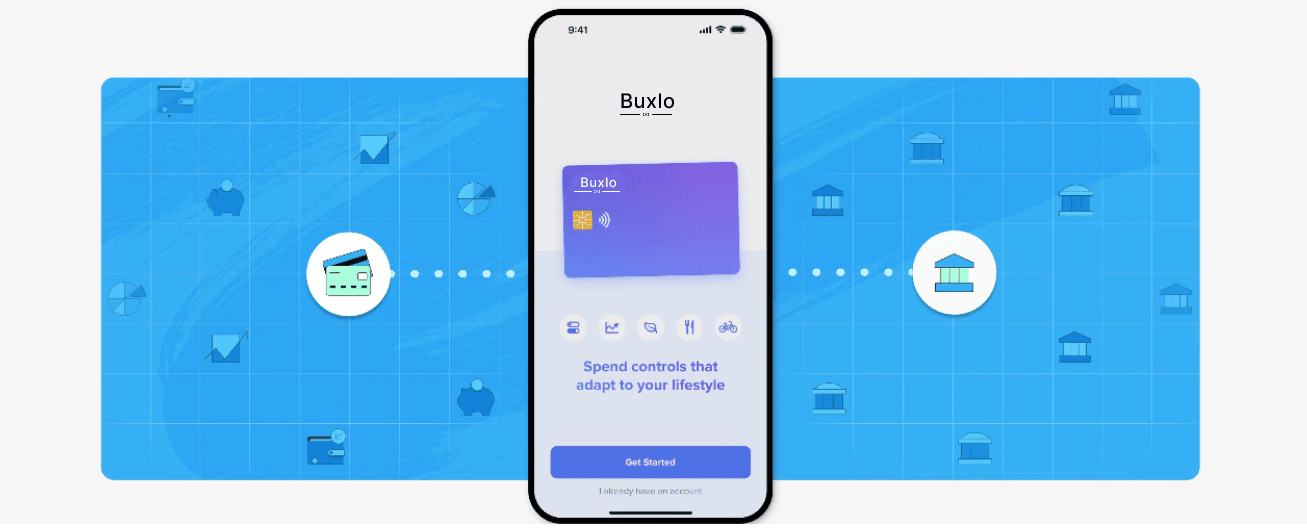 9:41
Buxlo
Buxlo
Spend controls that
adapt to your lifestyle
Get Started
I already have an account